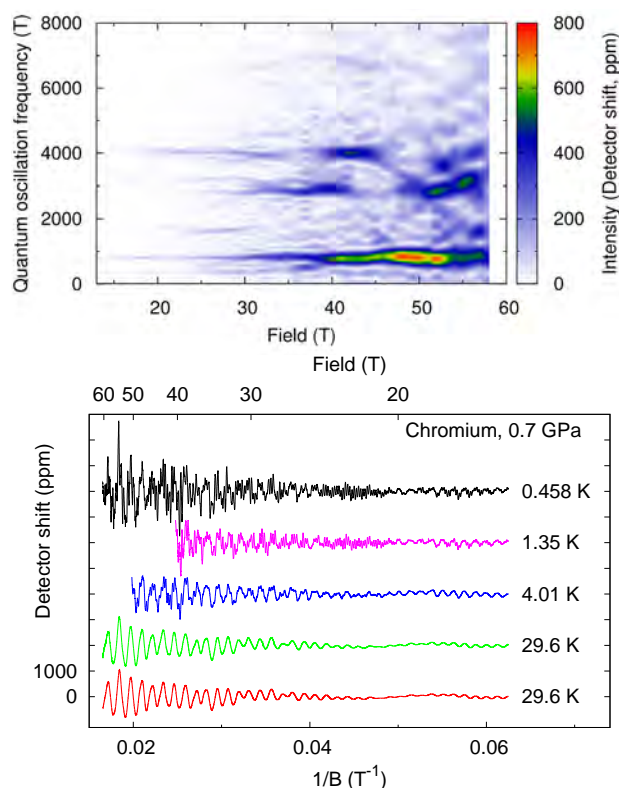 8000
6000
4000
2000
0
Quantum oscillation frequency (T)
20 30 40 50 60
Field (T)
800
600
400
200
0
Intensity (Detector shift, ppm)
Field (T)
60 50 40 30 20
Chromium, 0.7 GPa
0.458 K
1.35 K
4.01 K
29.6 K
29.6 K
Detector shift (ppm)
1000
0
0.02 0.04 0.06
1/B (T⁻¹)